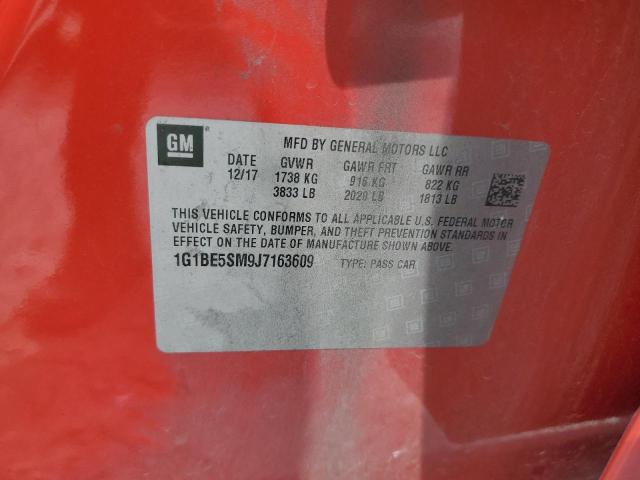 GM
MFD BY GENERAL MOTORS LLC
DATE GVWR GAWR FRT GAWR RR
12/17 1738 KG 916 KG 822 KG
3833 LB 2020 LB 1813 LB
THIS VEHICLE CONFORMS TO ALL APPLICABLE U.S. FEDERAL MOTOR
VEHICLE SAFETY, BUMPER, AND THEFT PREVENTION STANDARDS IN
EFFECT ON THE DATE OF MANUFACTURE SHOWN ABOVE.
1G1BE5SM9J7163609 TYPE: PASS CAR